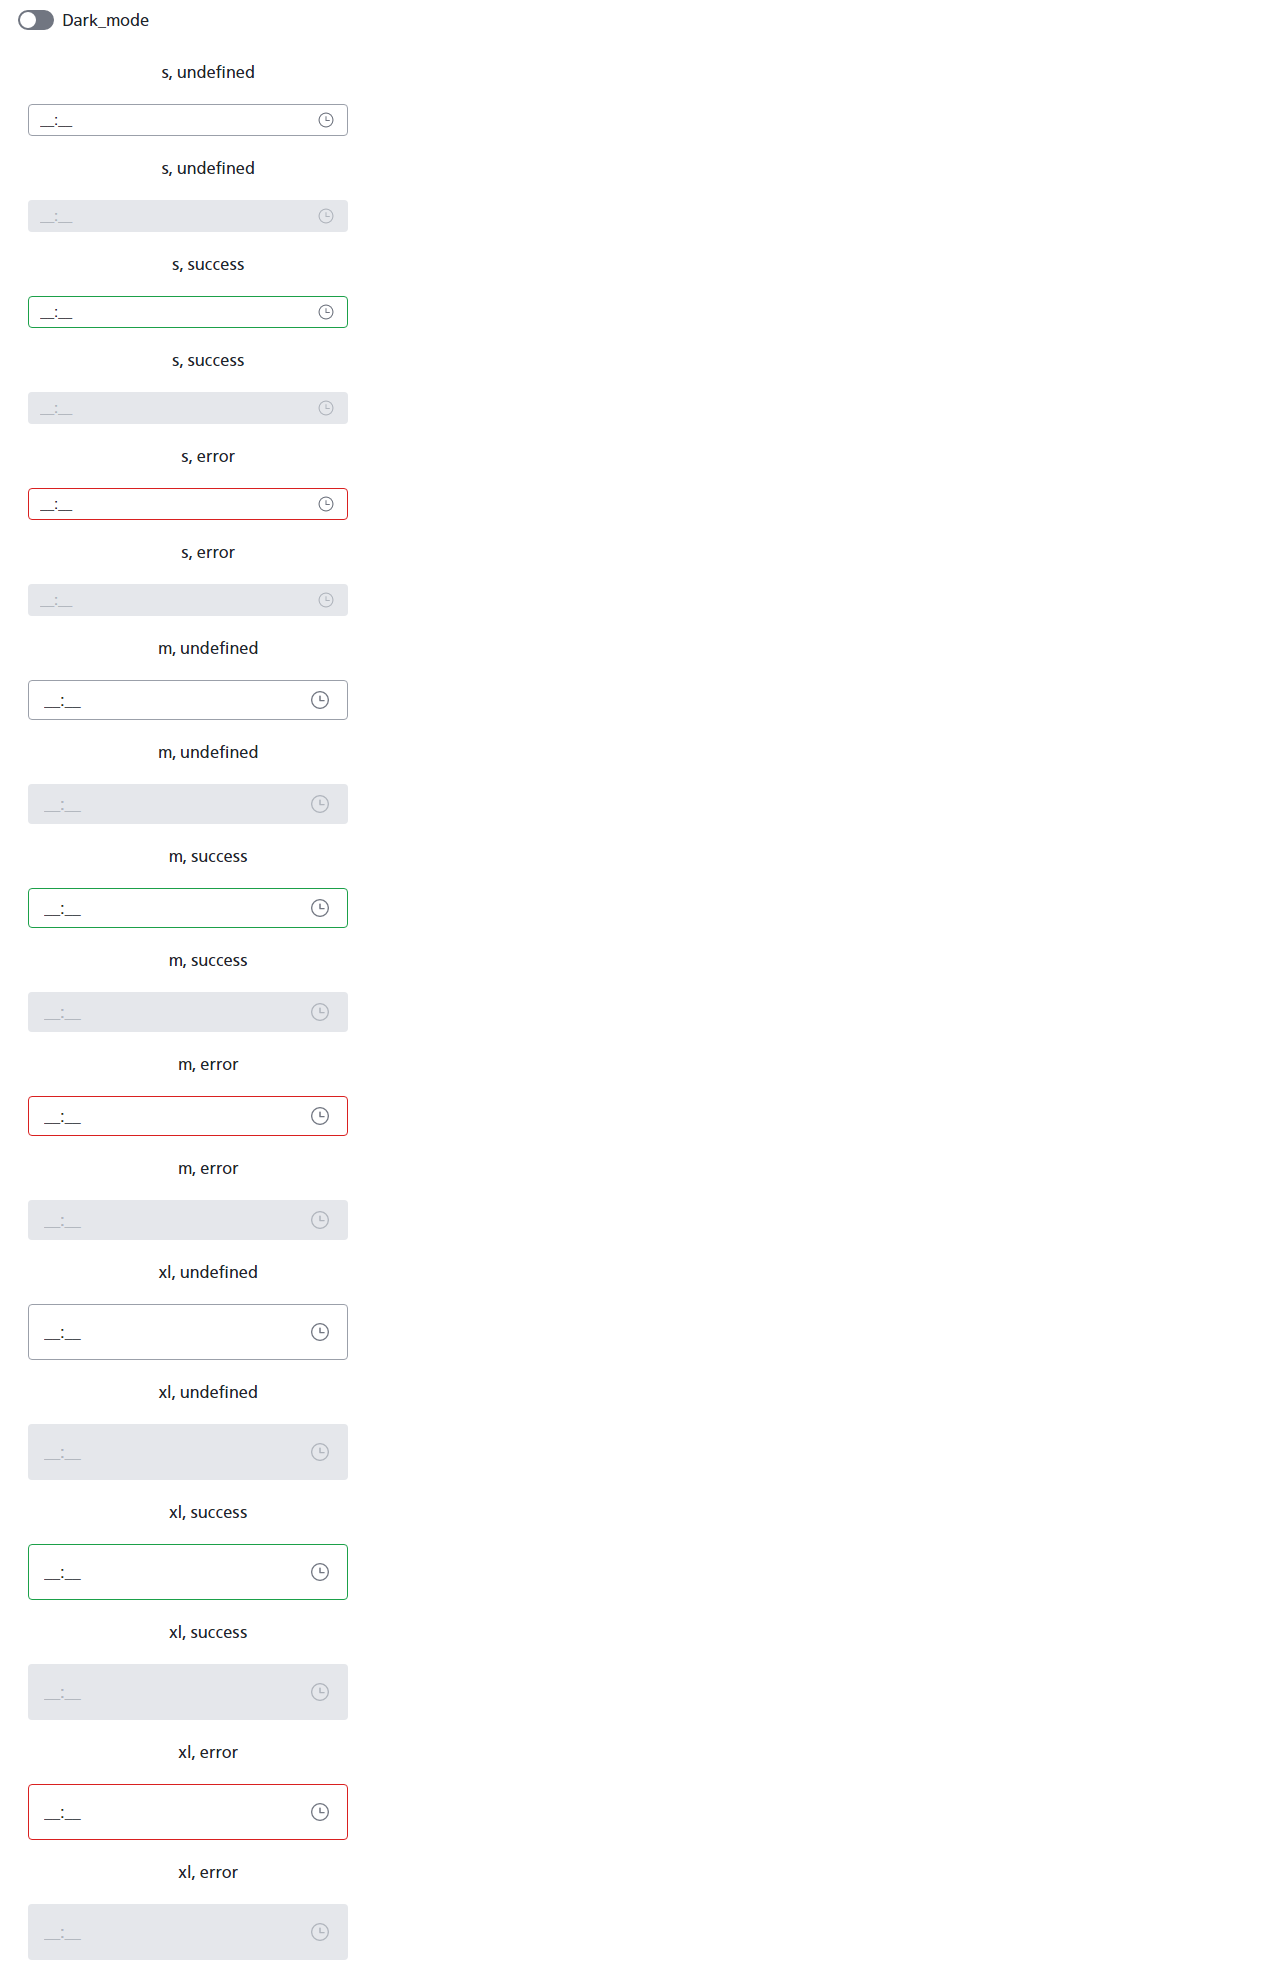 Dark_mode
s, undefined
__:__
s, undefined
__:__
s, success
__:__
s, success
__:__
s, error
__:__
s, error
__:__
m, undefined
__:__
m, undefined
__:__
m, success
__:__
m, success
__:__
m, error
__:__
m, error
__:__
xl, undefined
__:__
xl, undefined
__:__
xl, success
__:__
xl, success
__:__
xl, error
__:__
xl, error
__:__